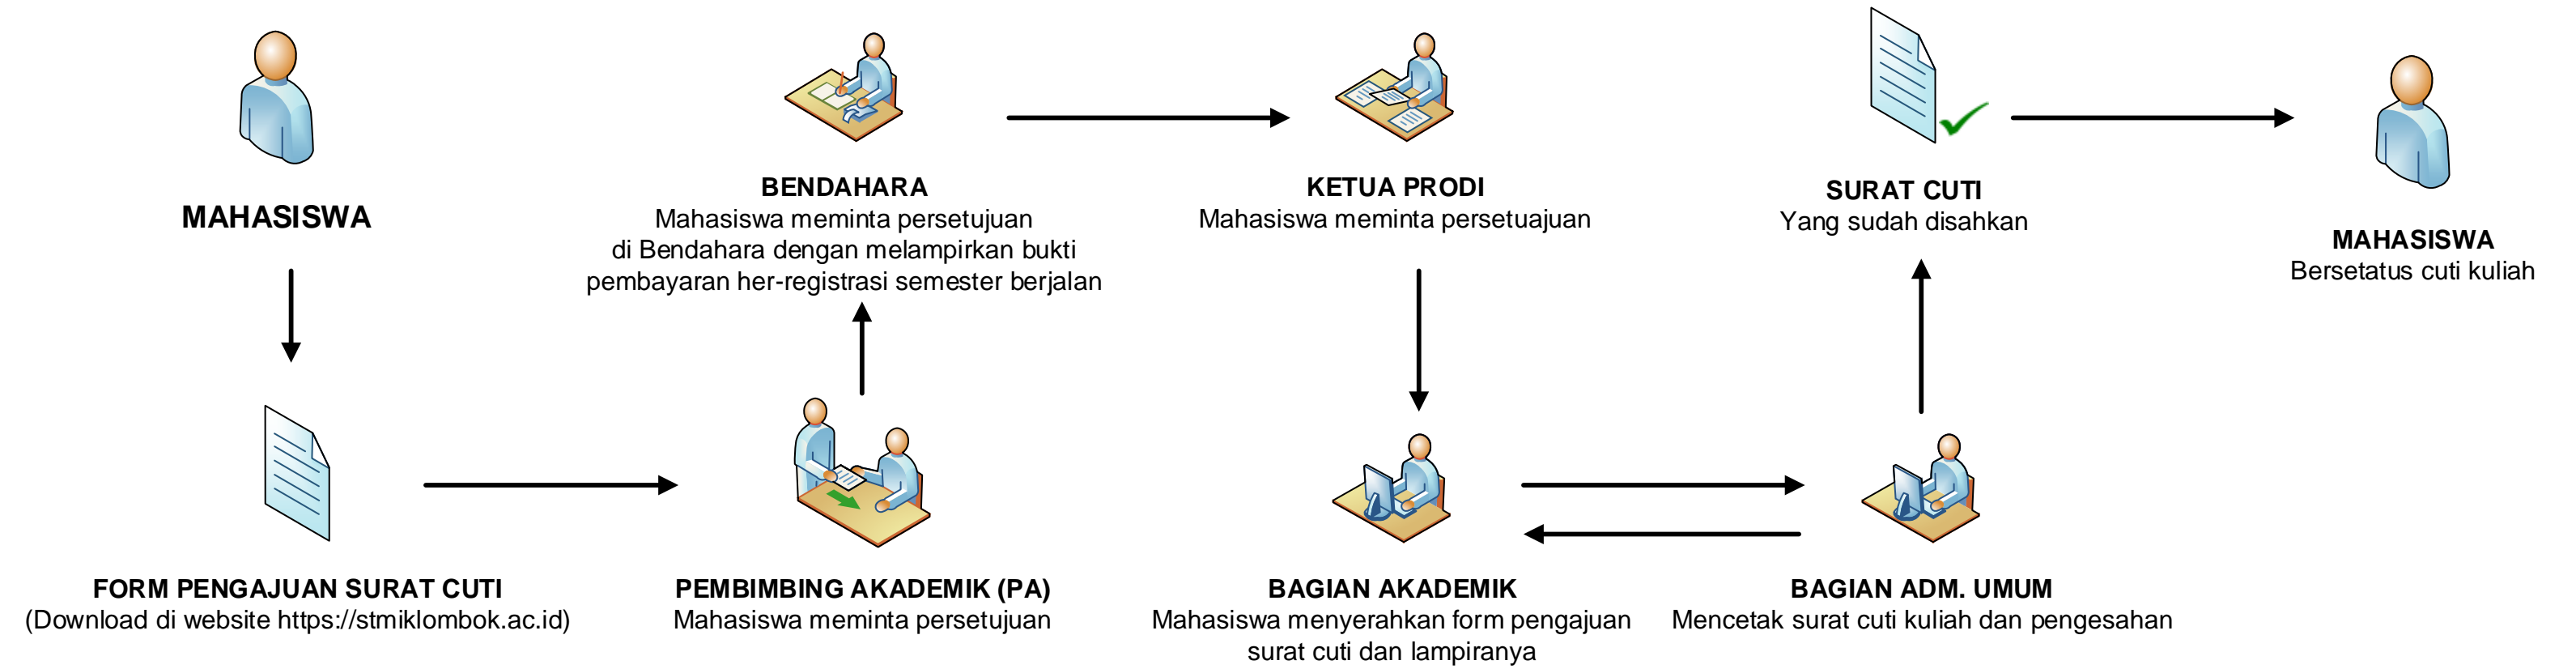 MAHASISWA
FORM PENGAJUAN SURAT CUTI
(Download di website https://stmiklombok.ac.id)
PEMBIMBING AKADEMIK (PA)
Mahasiswa meminta persetujuan
BENDAHARA
Mahasiswa meminta persetujuan
di Bendahara dengan melampirkan bukti
pembayaran her-registrasi semester berjalan
KETUA PRODI
Mahasiswa meminta persetuajuan
BAGIAN AKADEMIK
Mahasiswa menyerahkan form pengajuan
surat cuti dan lampiranya
BAGIAN ADM. UMUM
Mencetak surat cuti kuliah dan pengesahan
SURAT CUTI
Yang sudah disahkan
MAHASISWA
Bersetatus cuti kuliah